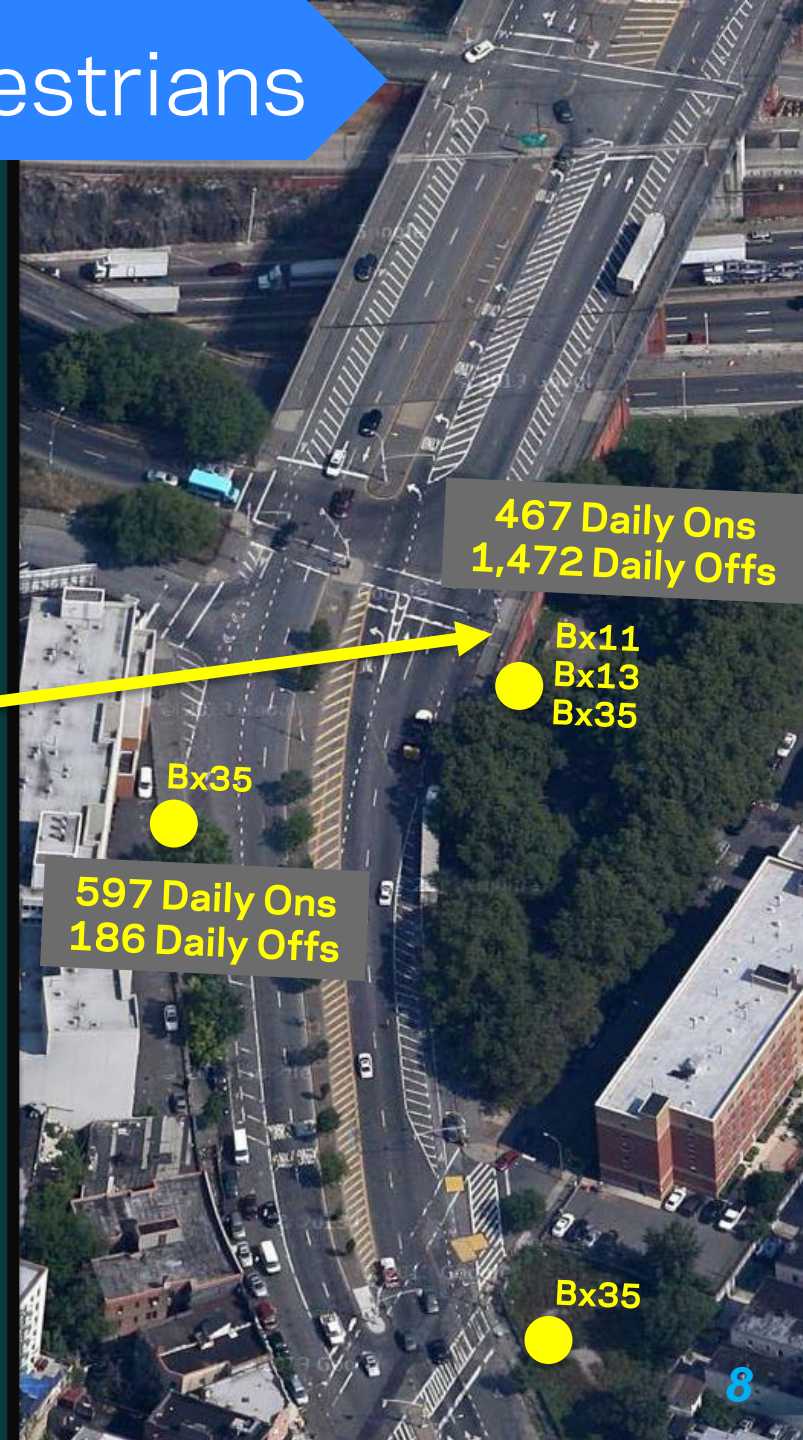 estrians
467 Daily Ons
1,472 Daily Offs
Bx11
Bx13
Bx35
Bx35
597 Daily Ons
186 Daily Offs
Bx35
8